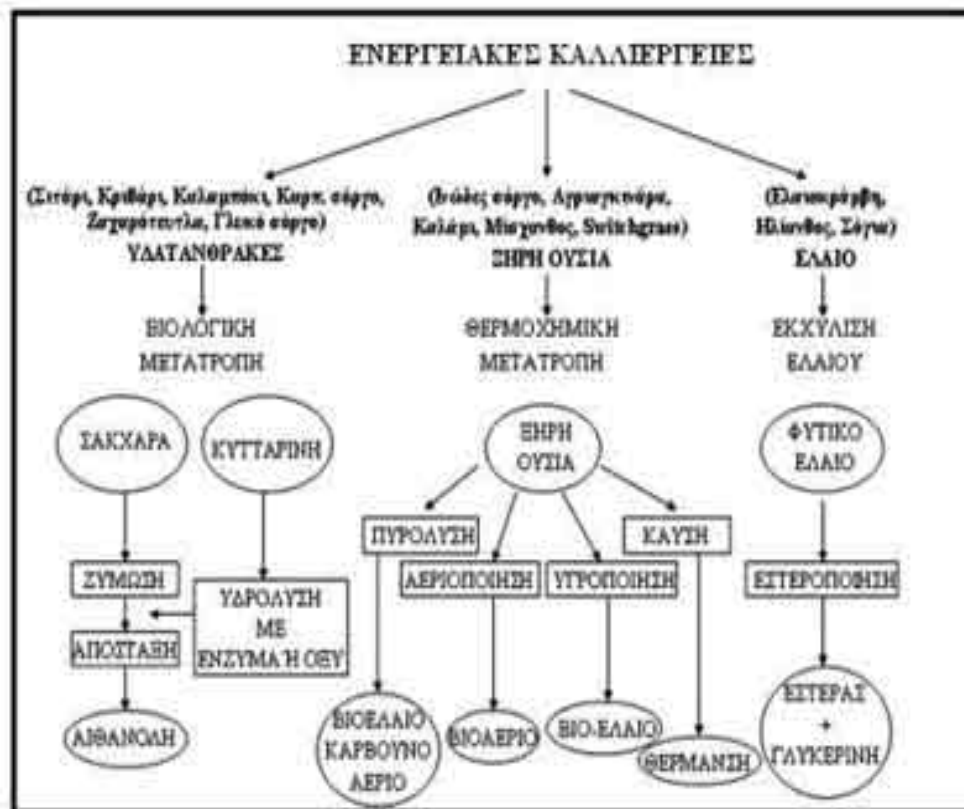 ΕΝΕΡΓΕΙΑΚΕΣ ΚΑΛΛΙΕΡΓΕΙΕΣ
(Σιτάρι, Κριθάρι, Καλαμπόκι, Καρπ. σόργο,
Ζαχαρότευτλα, Γλυκό σόργο)
ΥΔΑΤΑΝΘΡΑΚΕΣ
(Ινώδες σόργο, Αγριαγκινάρα,
Καλάμι, Μίσχανθος, Switchgrass)
ΞΗΡΗ ΟΥΣΙΑ
(Ελαιοκράμβη,
Ηλίανθος, Σόγια)
ΕΛΑΙΟ
ΒΙΟΛΟΓΙΚΗ
ΜΕΤΑΤΡΟΠΗ
ΘΕΡΜΟΧΗΜΙΚΗ
ΜΕΤΑΤΡΟΠΗ
ΕΚΧΥΛΙΣΗ
ΕΛΑΙΟΥ
ΣΑΚΧΑΡΑ
ΚΥΤΤΑΡΙΝΗ
ΞΗΡΗ
ΟΥΣΙΑ
ΦΥΤΙΚΟ
ΕΛΑΙΟ
ΠΥΡΟΛΥΣΗ
ΚΑΥΣΗ
ΖΥΜΩΣΗ
ΑΕΡΙΟΠΟΙΗΣΗ
ΥΓΡΟΠΟΙΗΣΗ
ΕΣΤΕΡΟΠΟΙΗΣΗ
ΥΔΡΟΛΥΣΗ
ΜΕ
ΕΝΖΥΜΑ Ή ΟΞΥ
ΑΠΟΣΤΑΞΗ
ΑΙΘΑΝΟΛΗ
ΒΙΟΕΛΑΙΟ
ΚΑΡΒΟΥΝΟ
ΑΕΡΙΟ
ΒΙΟΑΕΡΙΟ
ΒΙΟ-ΕΛΑΙΟ
ΘΕΡΜΑΝΣΗ
ΕΣΤΕΡΑΣ
+
ΓΛΥΚΕΡΙΝΗ